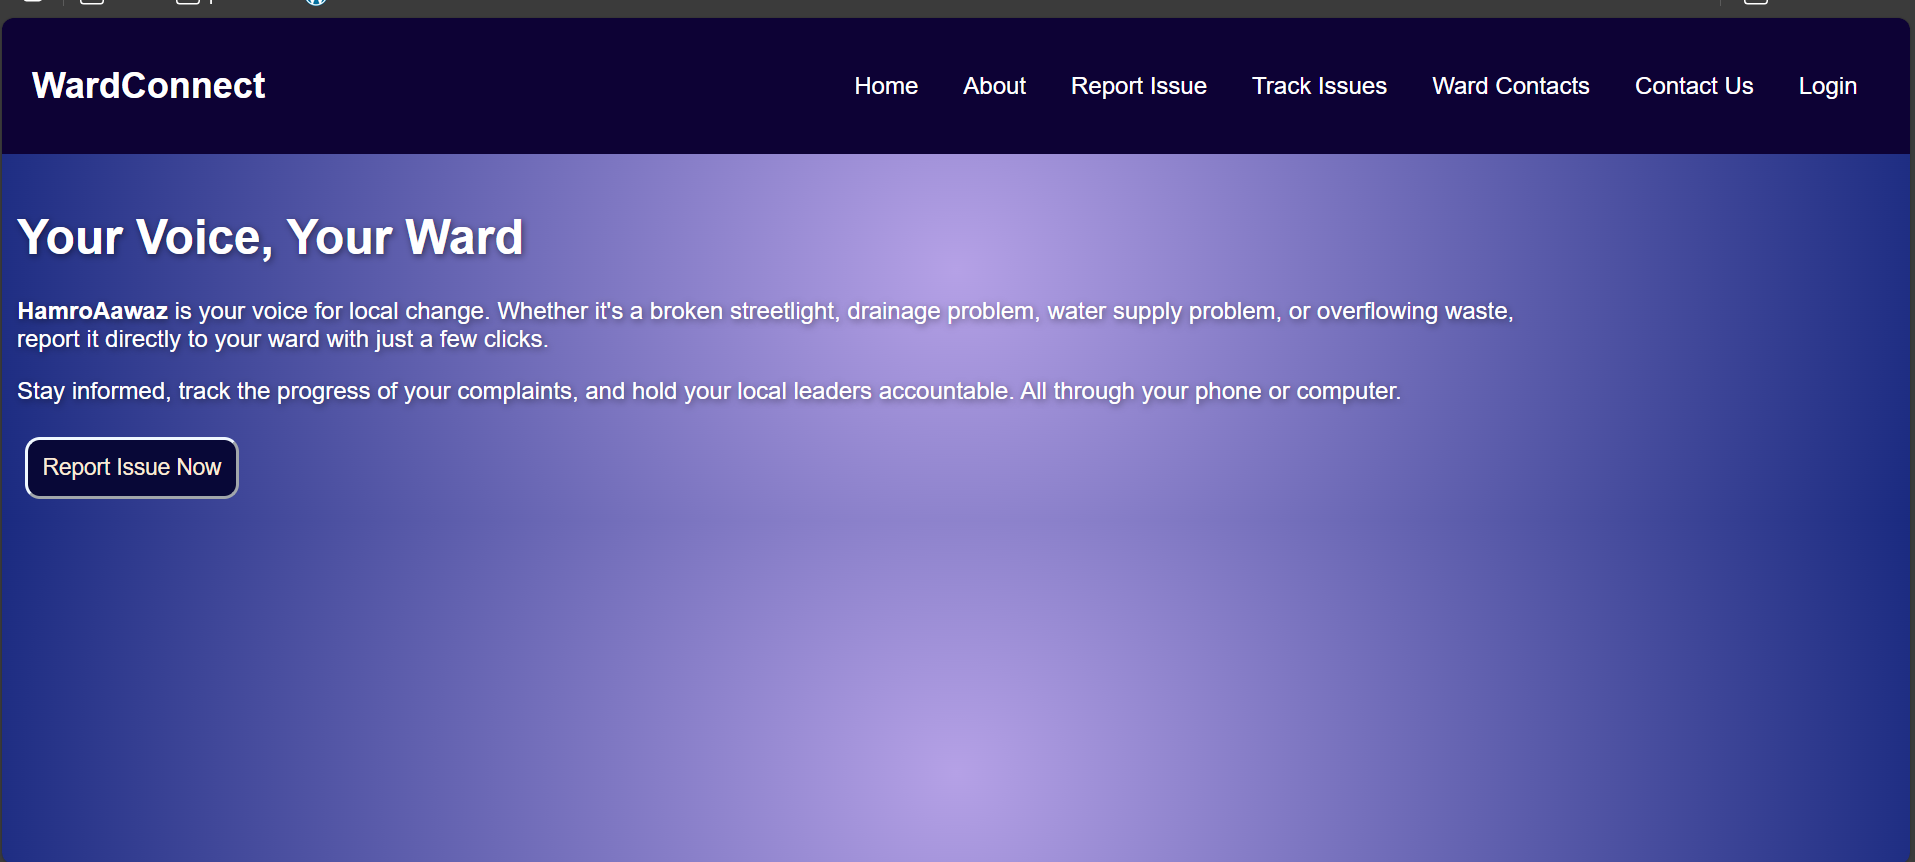 WardConnect
Home About Report Issue Track Issues Ward Contacts Contact Us Login
Your Voice, Your Ward
HamroAawaz is your voice for local change. Whether it's a broken streetlight, drainage problem, water supply problem, or overflowing waste,
report it directly to your ward with just a few clicks.
Stay informed, track the progress of your complaints, and hold your local leaders accountable. All through your phone or computer.
Report Issue Now